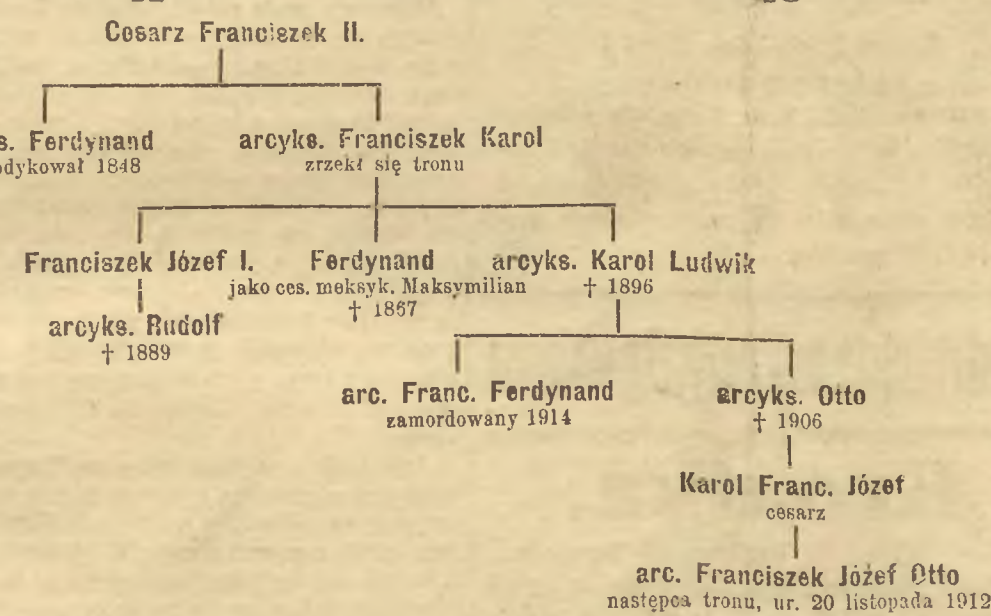 Cesarz Franciszek II.
s. Ferdynand
dykował 1848
arcyks. Franciszek Karol
zrzekł się tronu
Franciszek Józef I.
Ferdynand
jako ces. meksyk. Maksymilian
† 1867
arcyks. Karol Ludwik
† 1896
arcyks. Rudolf
† 1889
arc. Franc. Ferdynand
zamordowany 1914
arcyks. Otto
† 1906
Karol Franc. Józef
cesarz
arc. Franciszek Józef Otto
następca tronu, ur. 20 listopada 1912